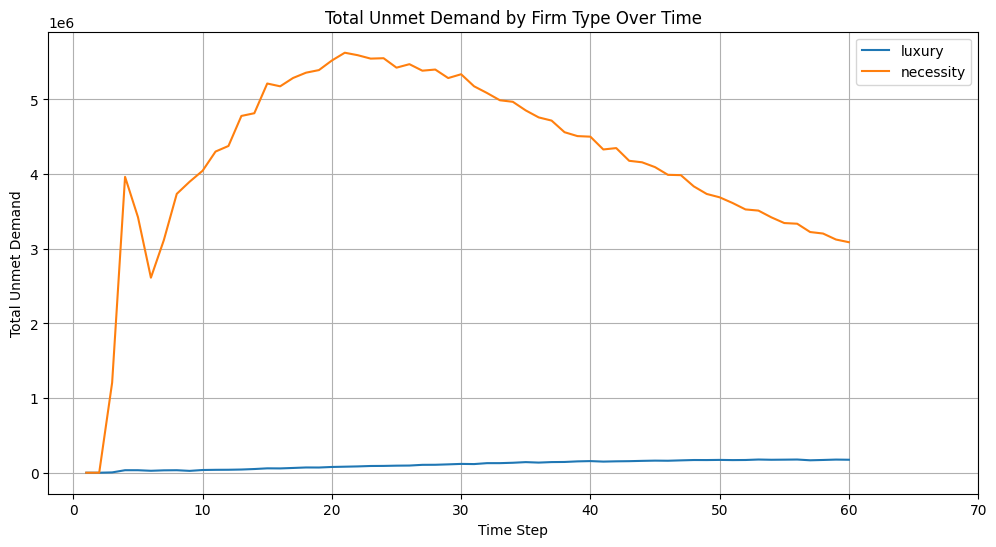 Total Unmet Demand by Firm Type Over Time
1e6
luxury
necessity
Total Unmet Demand
5
4
3
2
1
0
0 10 20 30 40 50 60 70
Time Step